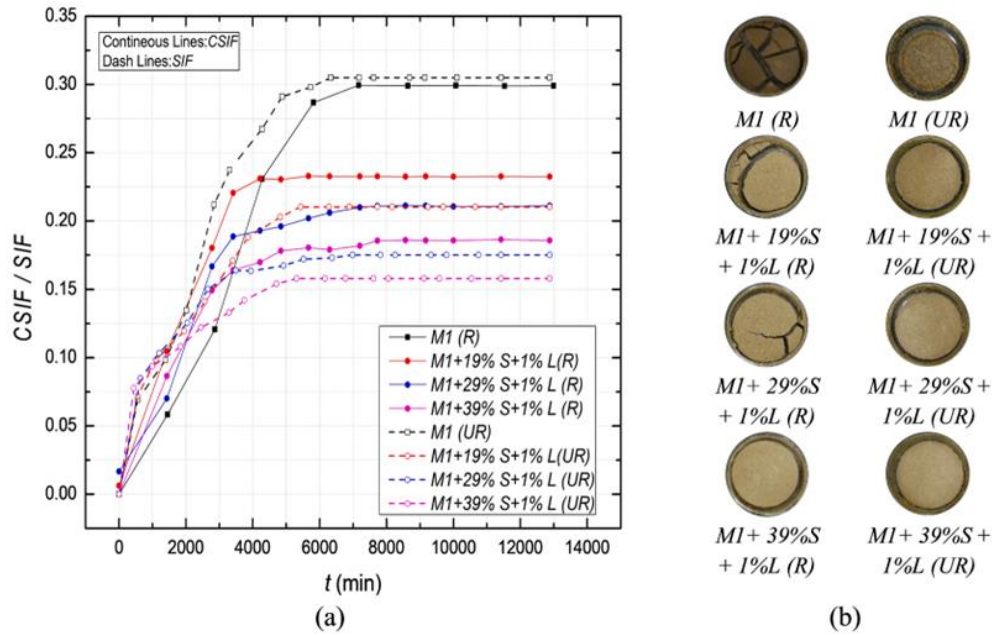 0.35
0.30
0.25
0.20
0.15
0.10
0.05
0.00
CSIF / SIF
Contineous Lines:CSIF
Dash Lines:SIF
M1 (R)
M1+19% S+1% L(R)
M1+29% S+1% L (R)
M1+39% S+1% L (R)
M1 (UR)
M1+19% S+1% L(UR)
M1+29% S+1% L (UR)
M1+39% S+1% L (UR)
0 2000 4000 6000 8000 10000 12000 14000
t (min)
(a)
M1 (R)
M1 (UR)
M1+ 19%S
+ 1%L (R)
M1+ 19%S +
1%L (UR)
M1+ 29%S
+ 1%L (R)
M1+ 29%S +
1%L (UR)
M1+ 39%S
+ 1%L (R)
M1+ 39%S +
1%L (UR)
(b)